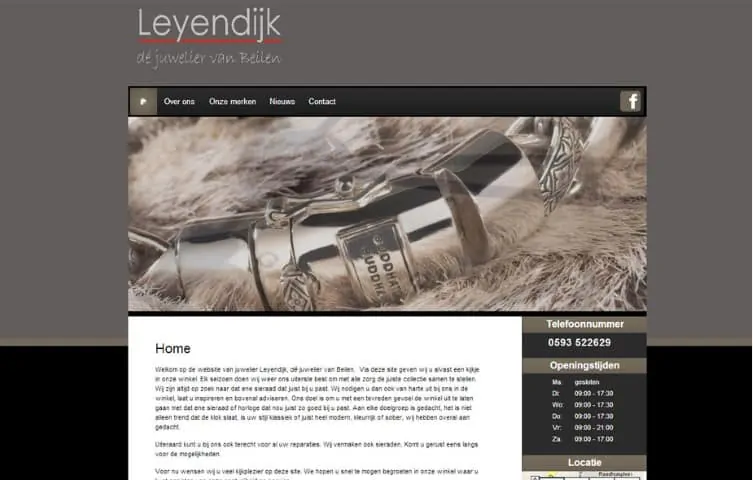 Leyendijk
dé juwelier van Beilen
Over ons Onze merken Nieuws Contact
f
BUDDHA
BUDDHA
Telefoonnummer
0593 522629
Openingstijden
Ma: gesloten
Di: 09:00 - 17:30
Wo: 09:00 - 17:30
Do: 09:00 - 17:30
Vr: 09:00 - 21:00
Za: 09:00 - 17:00
Locatie
Home
Welkom op de website van juwelier Leyendijk, dé juwelier van Beilen. Via deze site geven wij u alvast een kijkje
in onze winkel. Elk seizoen doen wij weer ons uiterste best om met alle zorg de juiste collectie samen te stellen.
Wij zijn altijd op zoek naar dat ene sieraad dat juist bij u past. Wij nodigen u dan ook van harte uit bij ons in de
winkel, laat u inspireren en bovenal adviseren. Ons doel is om u met een tevreden gevoel de winkel uit te laten
gaan met dat ene sieraad of horloge dat nou juist zo goed bij u past. Aan elke doelgroep is gedacht, het is niet
alleen trend dat de klok slaat, is uw stijl klassiek of juist heel modern, kleurrijk of sober, wij hebben overal aan
gedacht.
Uiteraard kunt u bij ons ook terecht voor al uw reparaties. Wij vermaken ook sieraden. Komt u gerust eens langs
voor de mogelijkheden.
Voor nu wensen wij u veel kijkplezier op deze site. We hopen u snel te mogen begroeten in onze winkel waar u